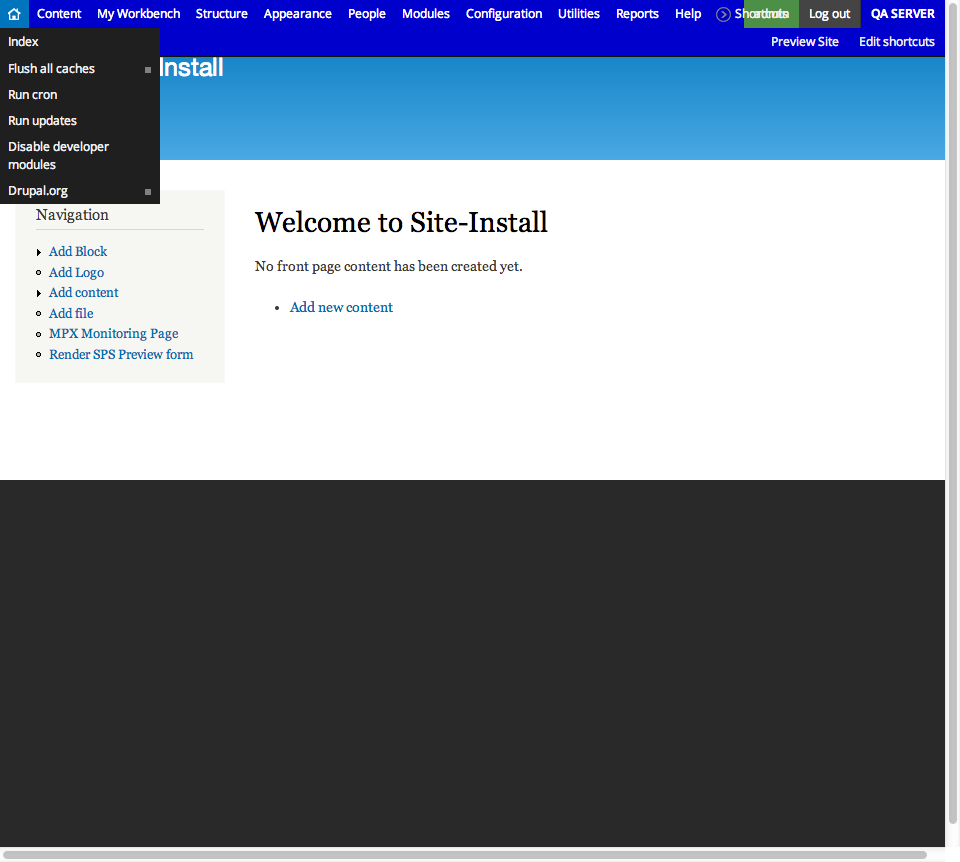 Content My Workbench Structure Appearance People Modules Configuration Utilities Reports Help Log out QA SERVER
Preview Site Edit shortcuts
Index
Flush all caches
Run cron
Run updates
Disable developer
modules
Drupal.org
Install
Navigation
Add Block
Add Logo
Add content
Add file
MPX Monitoring Page
Render SPS Preview form
Welcome to Site-Install
No front page content has been created yet.
Add new content